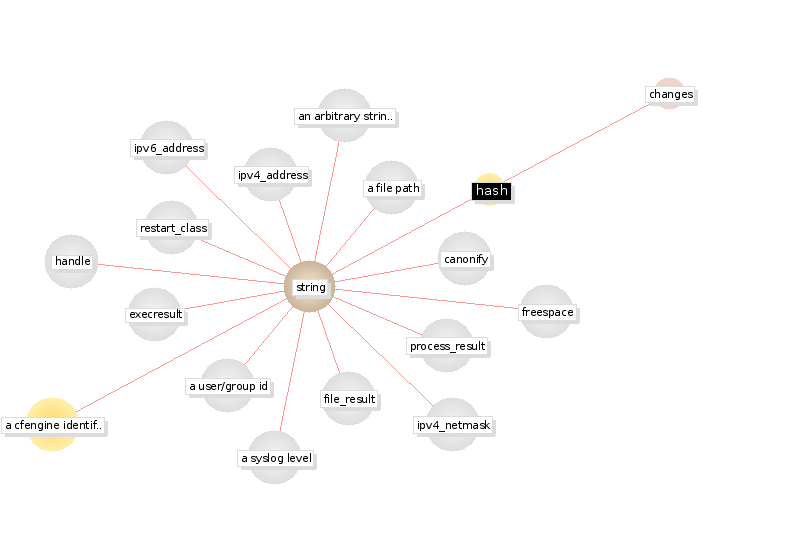 changes
an arbitrary strin..
ipv6_address
ipv4_address
a file path
hash
restart_class
canonify
handle
string
execresult
freespace
process_result
a user/group id
file_result
a cfengine identif..
ipv4_netmask
a syslog level